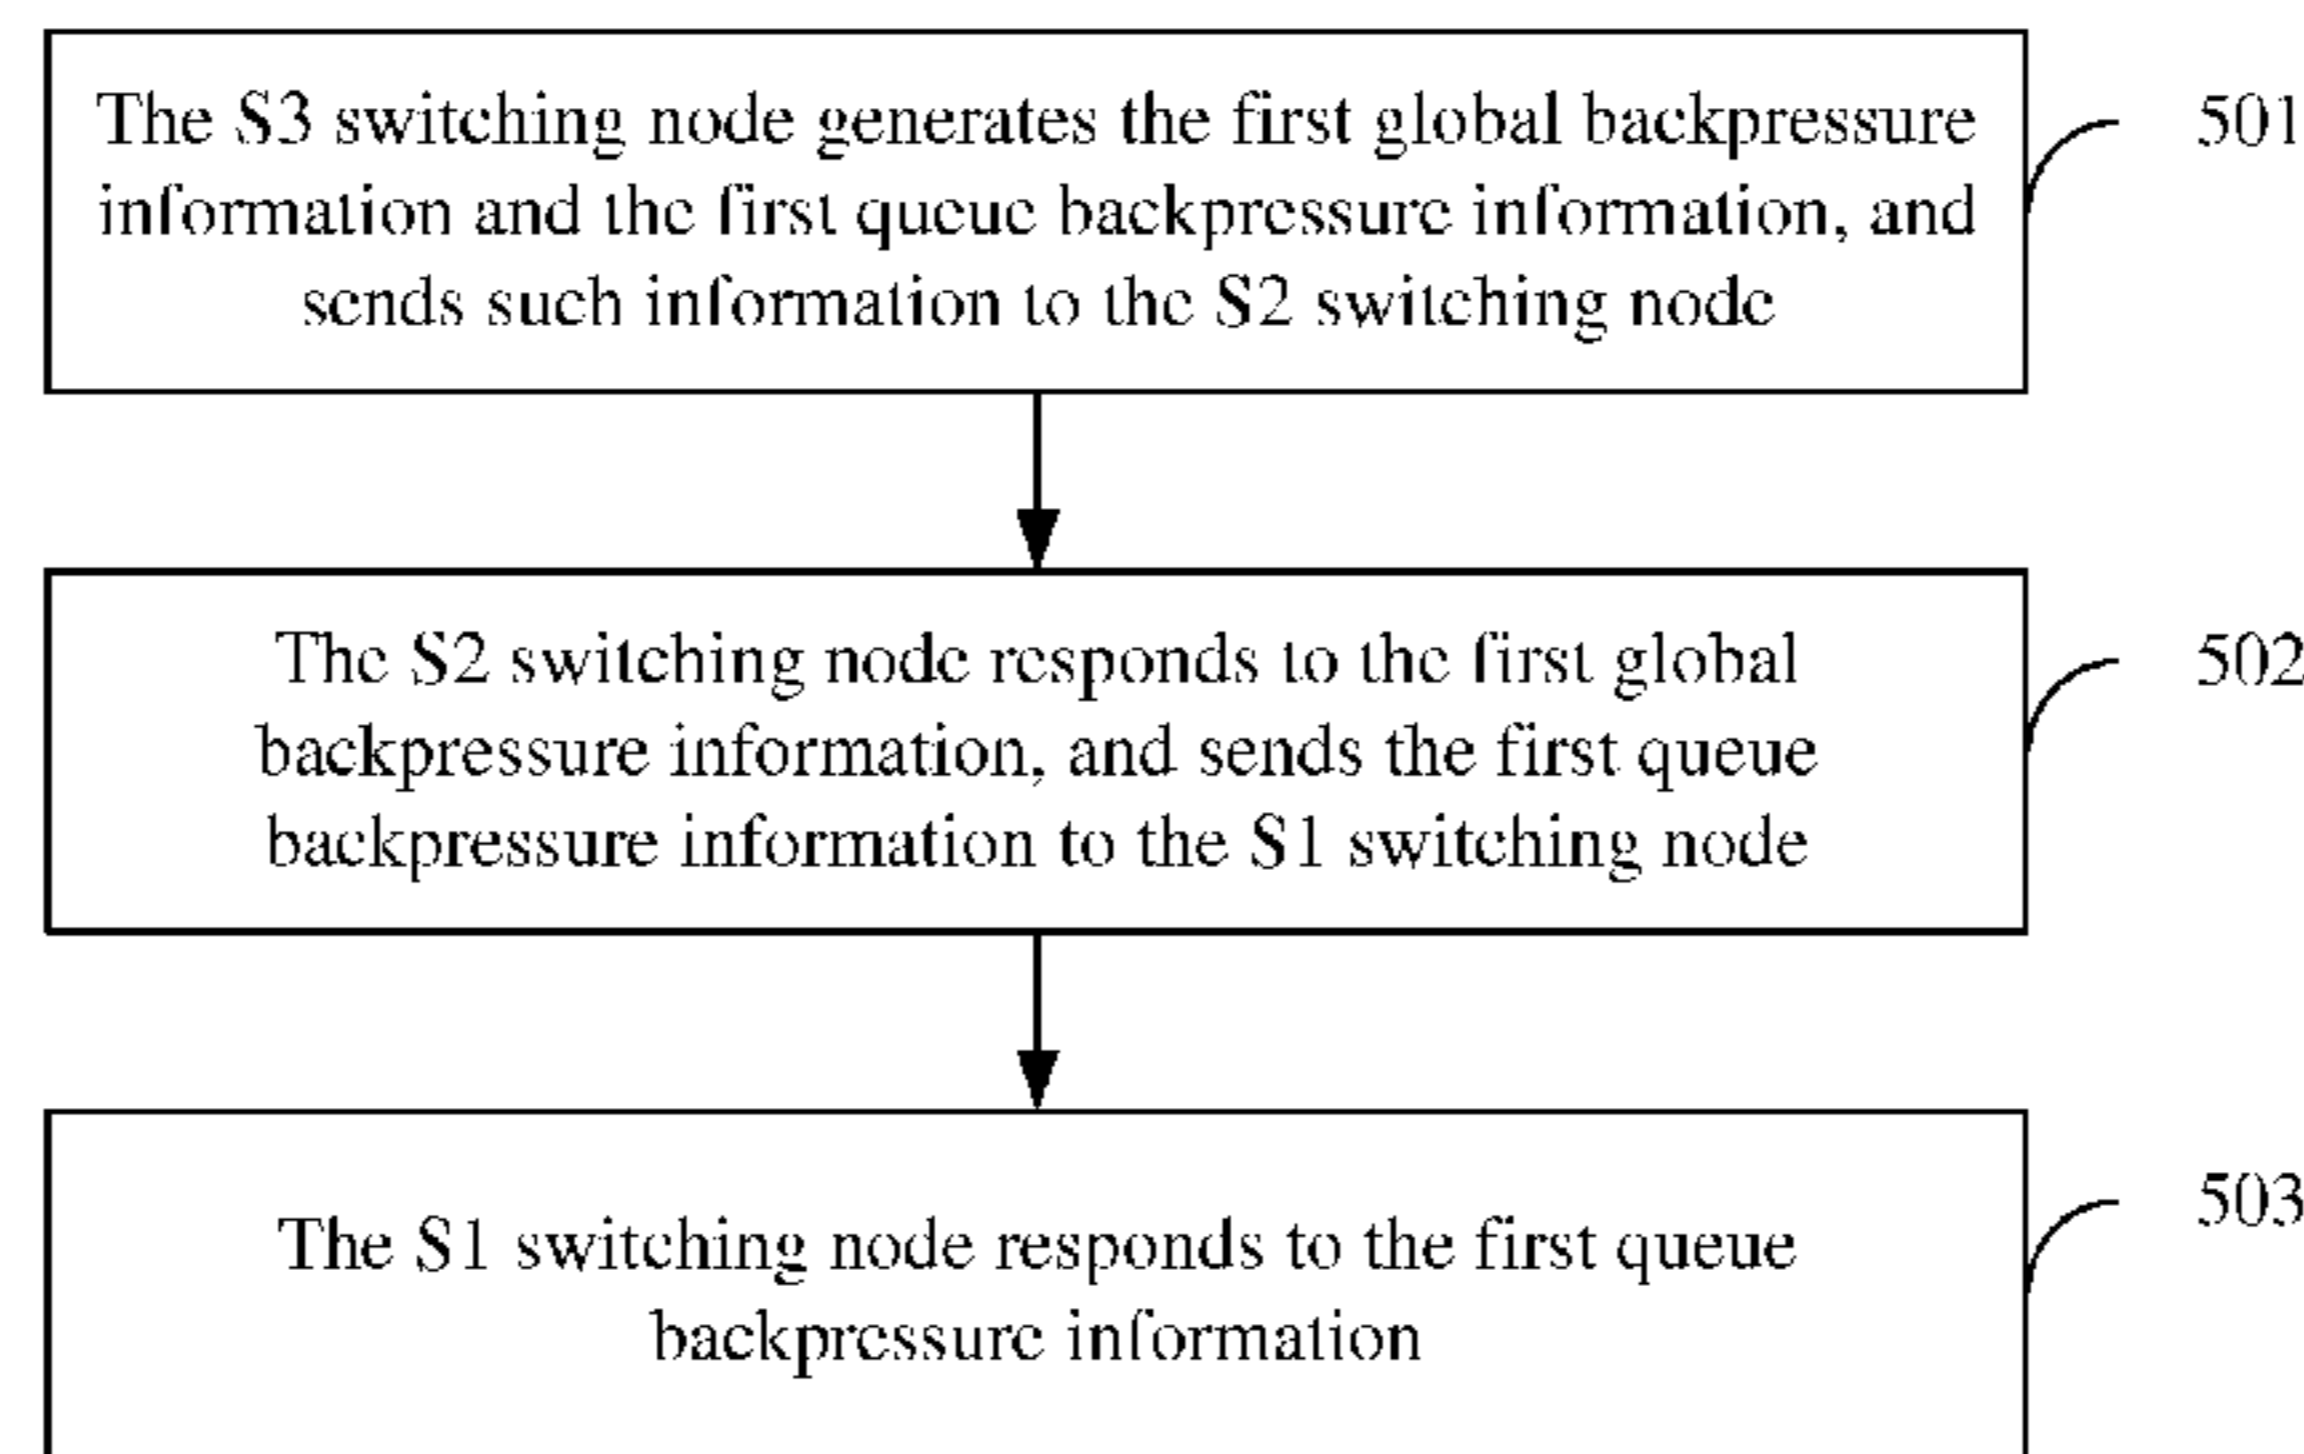 The S3 switching node generates the first global backpressure
information and the first queue backpressure information, and
sends such information to the S2 switching node
501
The S2 switching node responds to the first global
backpressure information, and sends the first queue
backpressure information to the S1 switching node
502
The S1 switching node responds to the first queue
backpressure information
503